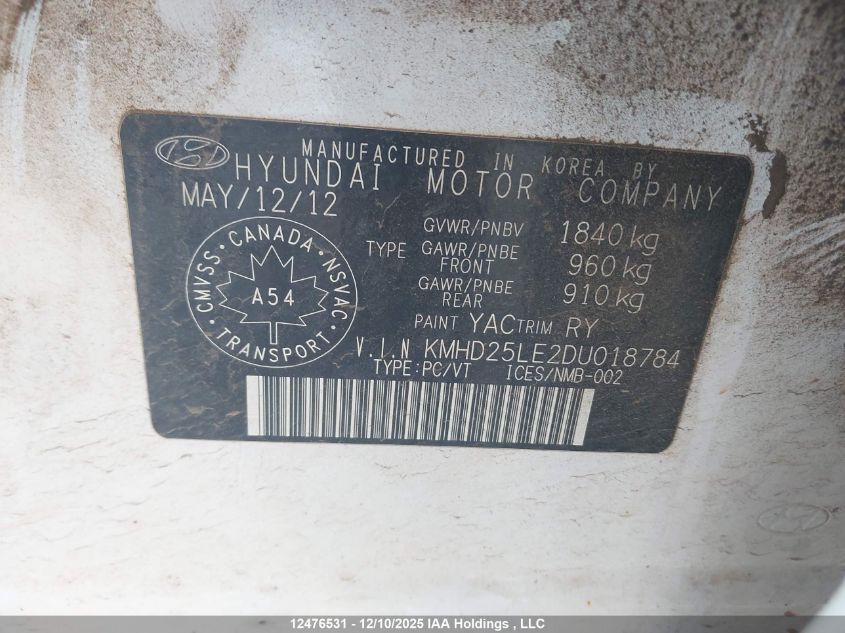 MANUFACTURED IN KOREA BY
HYUNDAI MOTOR COMPANY
MAY/12/12
GVWR/PNBV 1840 kg
TYPE GAWR/PNBE FRONT 960 kg
GAWR/PNBE REAR 910 kg
CMVSS · CANADA · NSVAC · TRANSPORT ·
A54
PAINT YAC TRIM RY
V.I.N KMHD25LE2DU018784
TYPE:PC/VT ICES/NMB-002
12476531 - 12/10/2025 IAA Holdings , LLC